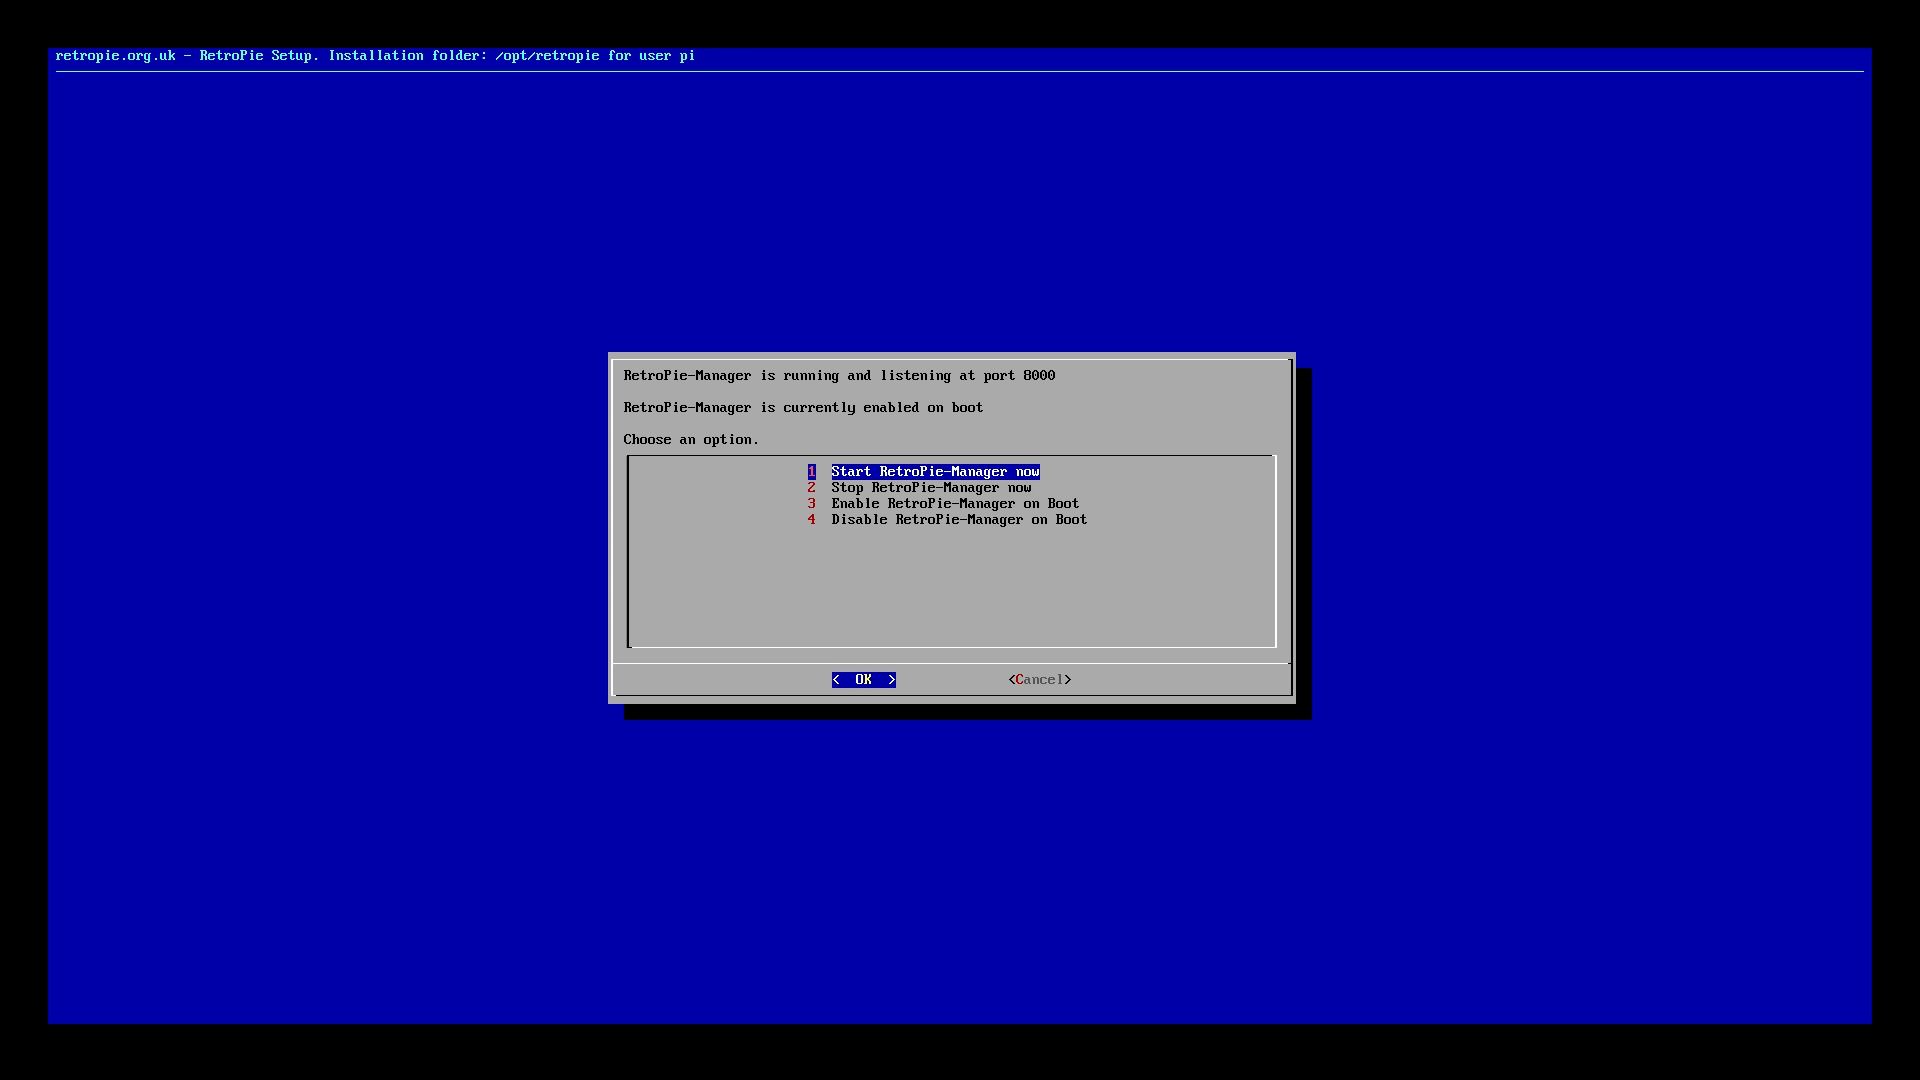 retropie.org.uk - RetroPie Setup. Installation folder: /opt/retropie for user pi
RetroPie-Manager is running and listening at port 8000
RetroPie-Manager is currently enabled on boot
Choose an option.
1 Start RetroPie-Manager now
2 Stop RetroPie-Manager now
3 Enable RetroPie-Manager on Boot
4 Disable RetroPie-Manager on Boot
< OK > <Cancel>